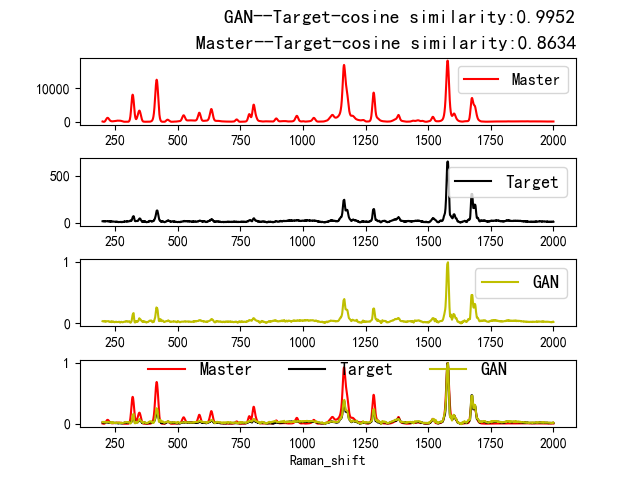 GAN--Target-cosine similarity:0.9952
Master--Target-cosine similarity:0.8634
10000
0
Master
250 500 750 1000 1250 1500 1750 2000
500
0
Target
250 500 750 1000 1250 1500 1750 2000
1
0
GAN
250 500 750 1000 1250 1500 1750 2000
1
0
Master Target GAN
250 500 750 1000 1250 1500 1750 2000
Raman_shift